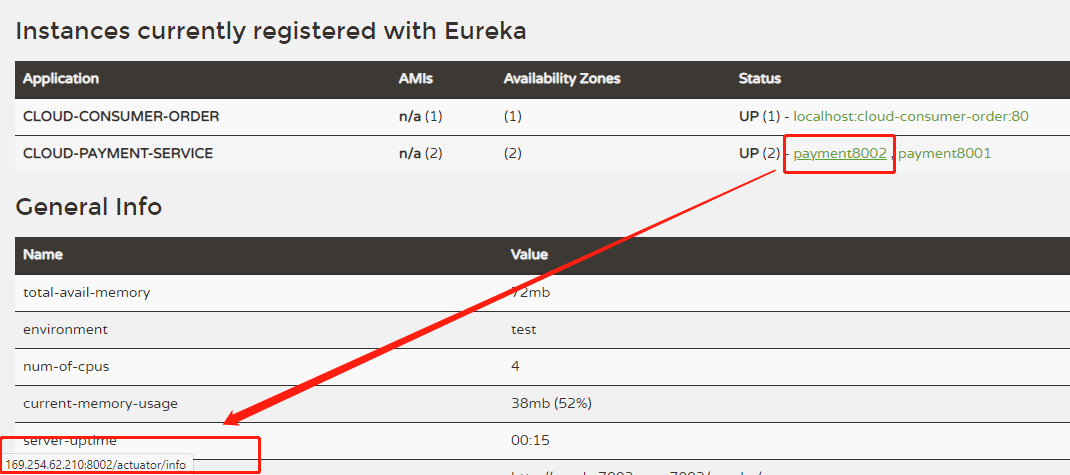 Instances currently registered with Eureka
Application AMIs Availability Zones Status
CLOUD-CONSUMER-ORDER n/a (1) (1) UP (1) - localhost:cloud-consumer-order:80
CLOUD-PAYMENT-SERVICE n/a (2) (2) UP (2) - payment8002 , payment8001
General Info
Name Value
total-avail-memory 72mb
environment test
num-of-cpus 4
current-memory-usage 38mb (52%)
server-uptime 00:15
169.254.62.210:8002/actuator/info